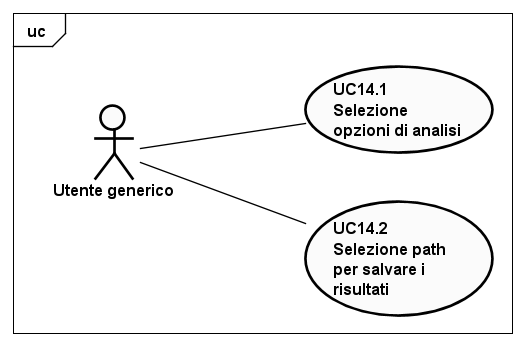 uc
UC14.1
Selezione
opzioni di analisi
Utente generico
UC14.2
Selezione path
per salvare i
risultati